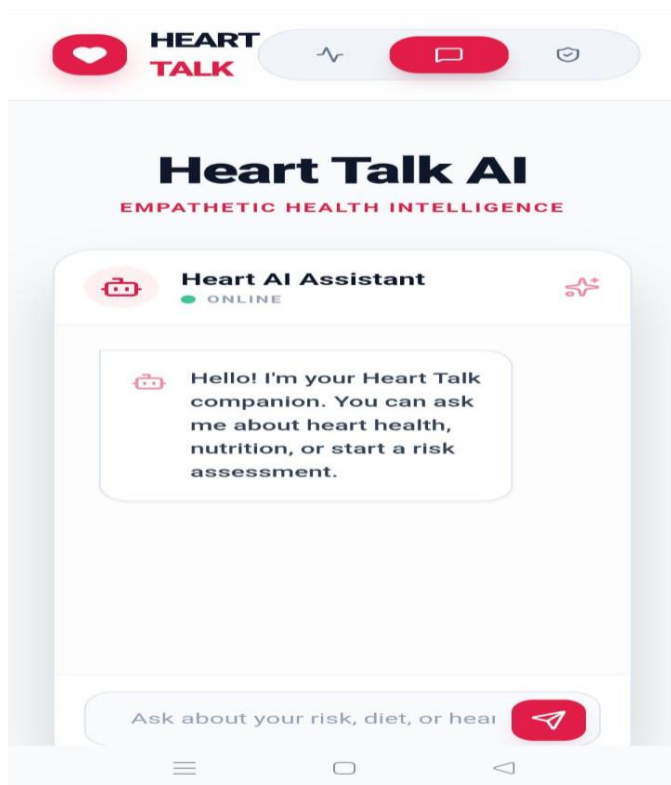 HEART
TALK
Heart Talk AI
EMPATHETIC HEALTH INTELLIGENCE
Heart AI Assistant
ONLINE
Hello! I'm your Heart Talk
companion. You can ask
me about heart health,
nutrition, or start a risk
assessment.
Ask about your risk, diet, or hear